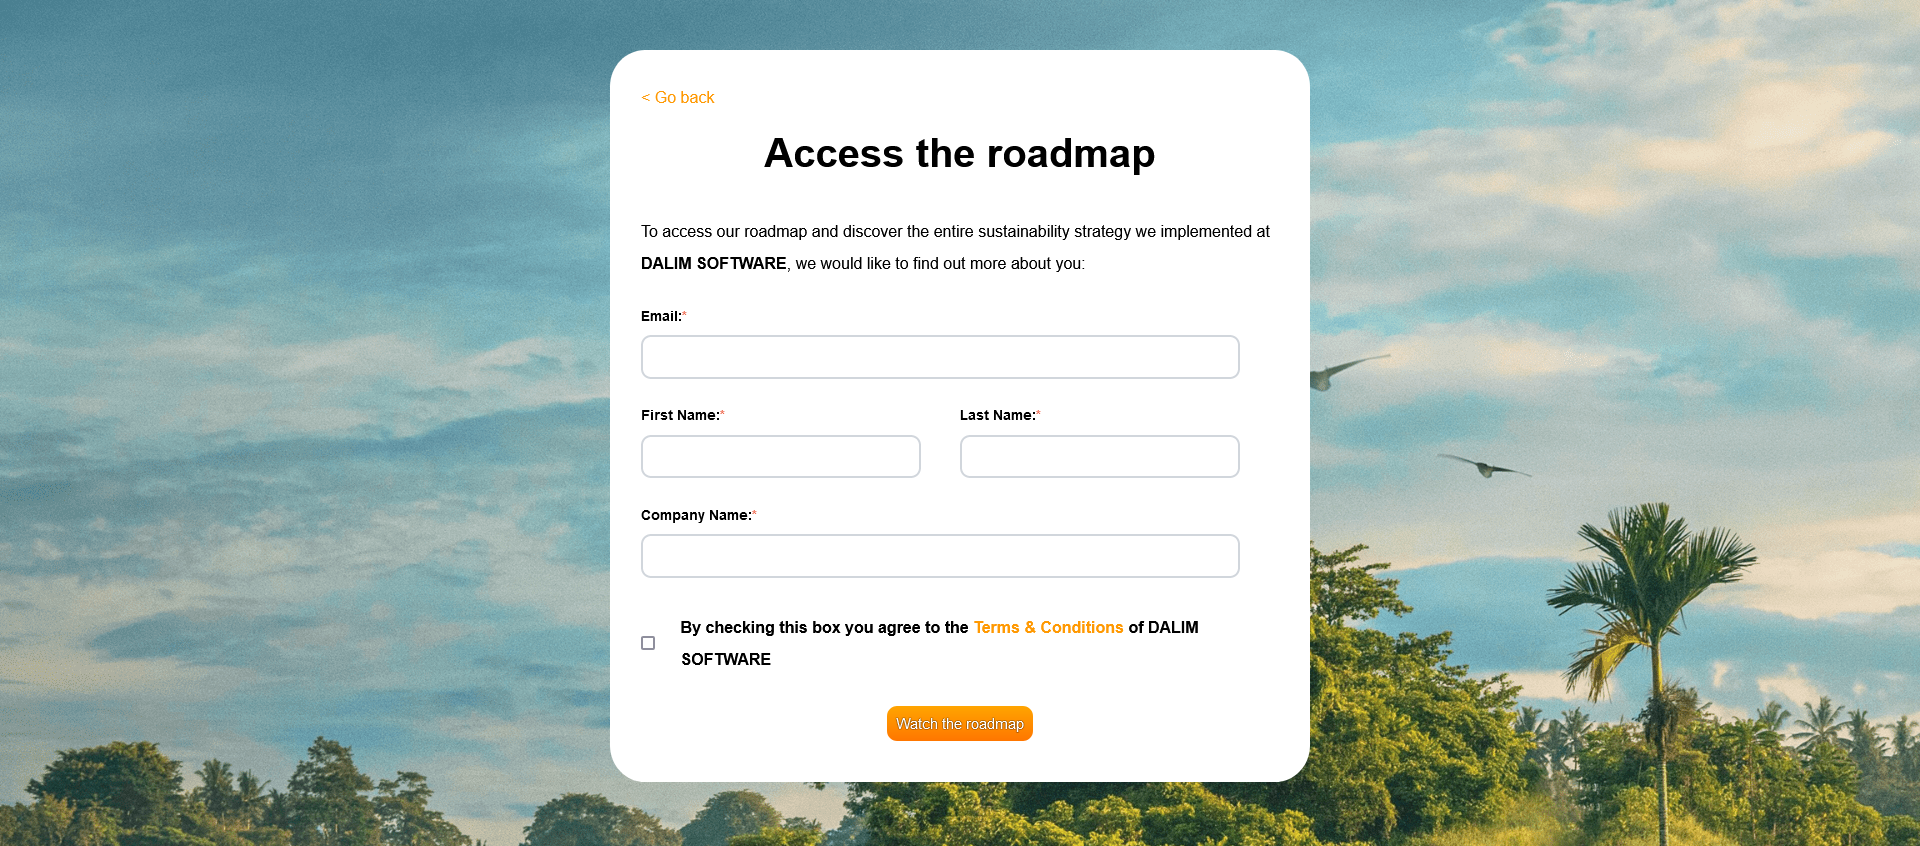 < Go back
Access the roadmap
To access our roadmap and discover the entire sustainability strategy we implemented at
DALIM SOFTWARE, we would like to find out more about you:
Email:*
First Name:*
Last Name:*
Company Name:*
By checking this box you agree to the Terms & Conditions of DALIM
SOFTWARE
Watch the roadmap